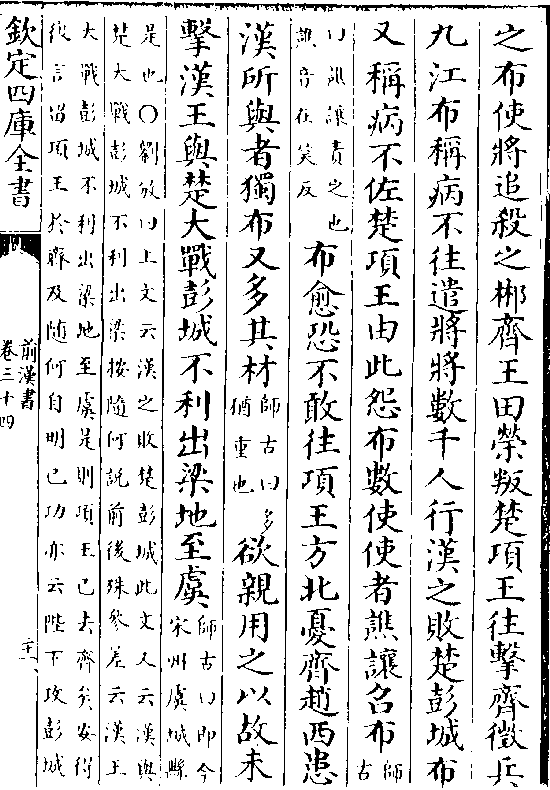 之布使將追殺之郴齊王田榮叛楚項王往擊齊徵兵
九江布稱病不往遣將將數千人行漢之敗楚彭城布
又稱病不佐楚項王由此怨布數使使者譙讓召布師古
曰譙讓責之也
譙音在笑反
布愈恐不敢往項王方北憂齊趙西患
漢所與者獨布又多其材師古曰多
猶重也
欲親用之以故未
擊漢王與楚大戰彭城不利出梁地至虞師古曰即今
宋州虞城縣
是也〇劉攽曰上文云漢之敗楚彭城此文又云漢與
楚大戰彭城不利出梁按隨何説前後殊參差云漢王
大戰彭城不利出梁地至虞是則項王已去齊矣安得
後言留項王於齊及隨何自明已功亦云陛下攻彭城
欽定四庫全書
前漢書
卷三十四